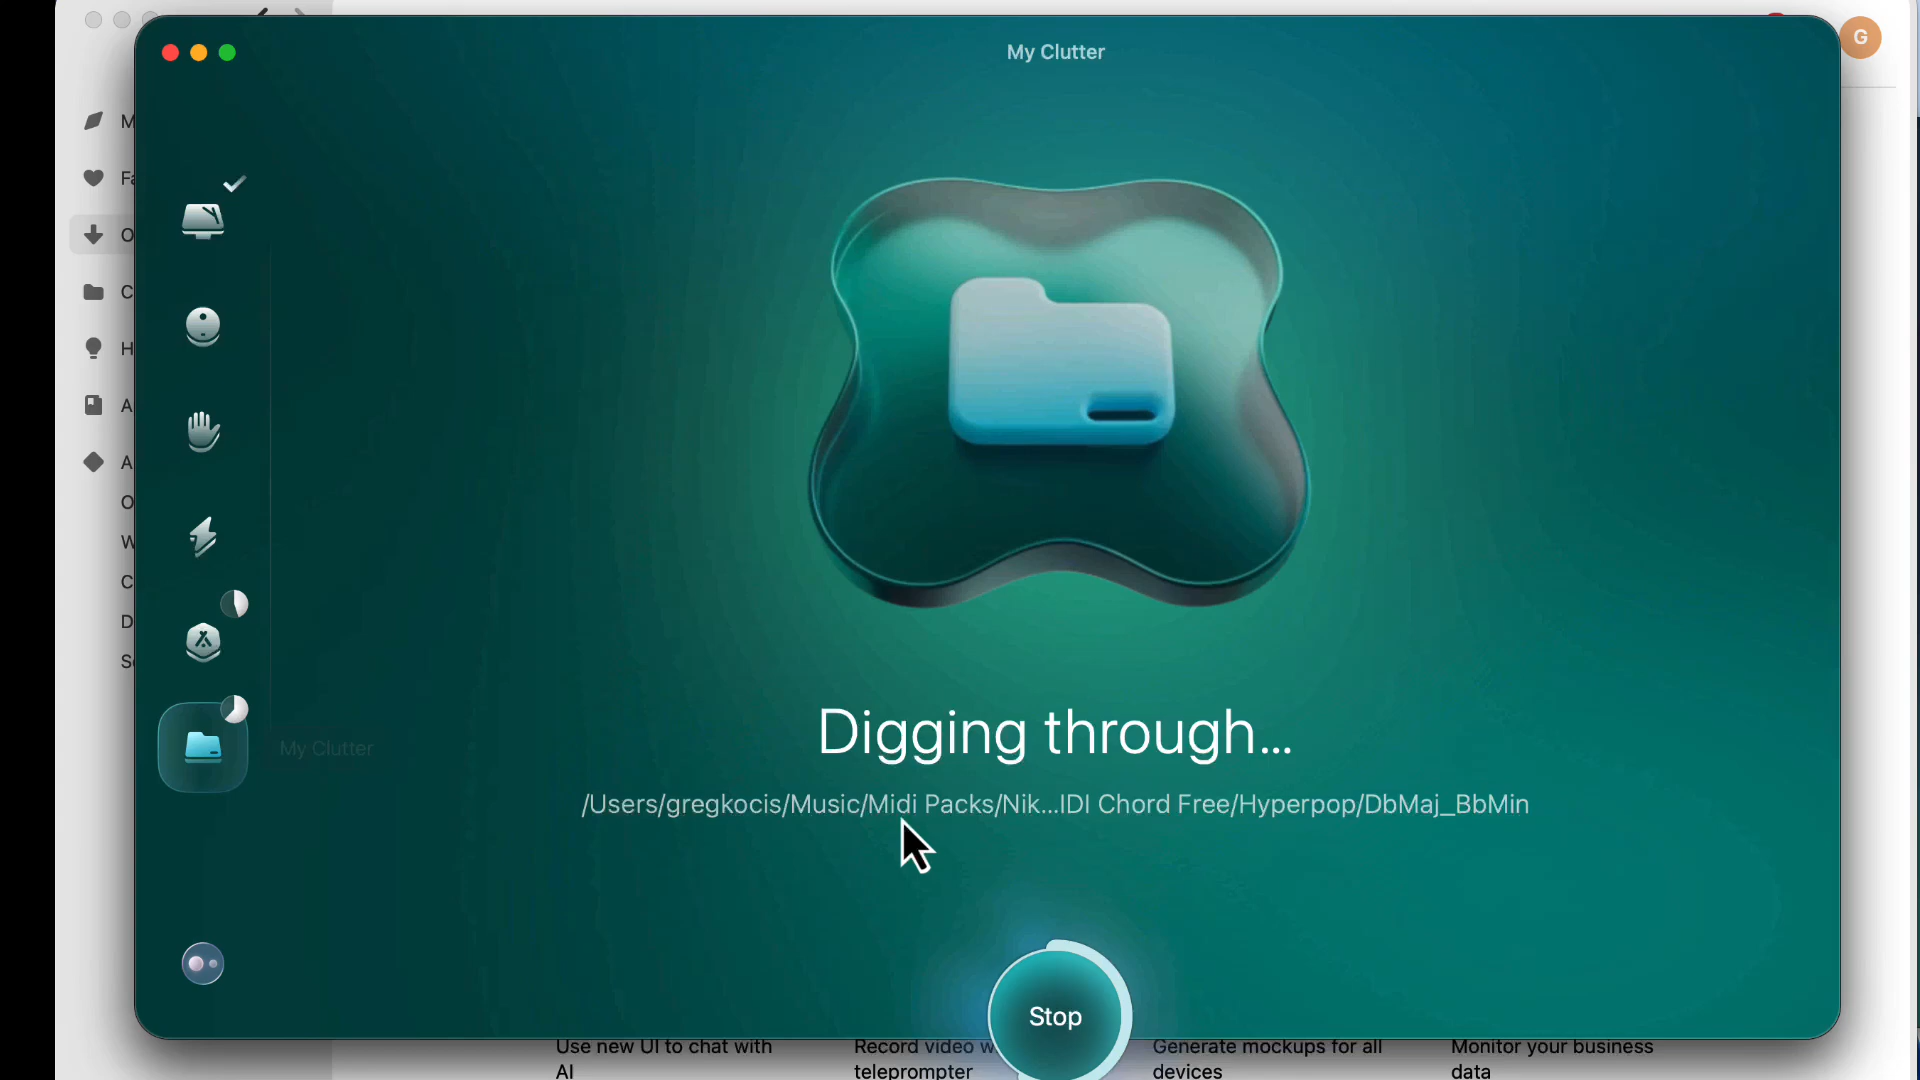 My Clutter
G
My Clutter
Digging through...
/Users/gregkocis/Music/Midi Packs/Nik...IDI Chord Free/Hyperpop/DbMaj_BbMin
Stop
Use new UI to chat with
AI
Record video w
teleprompter
Generate mockups for all
devices
Monitor your business
data